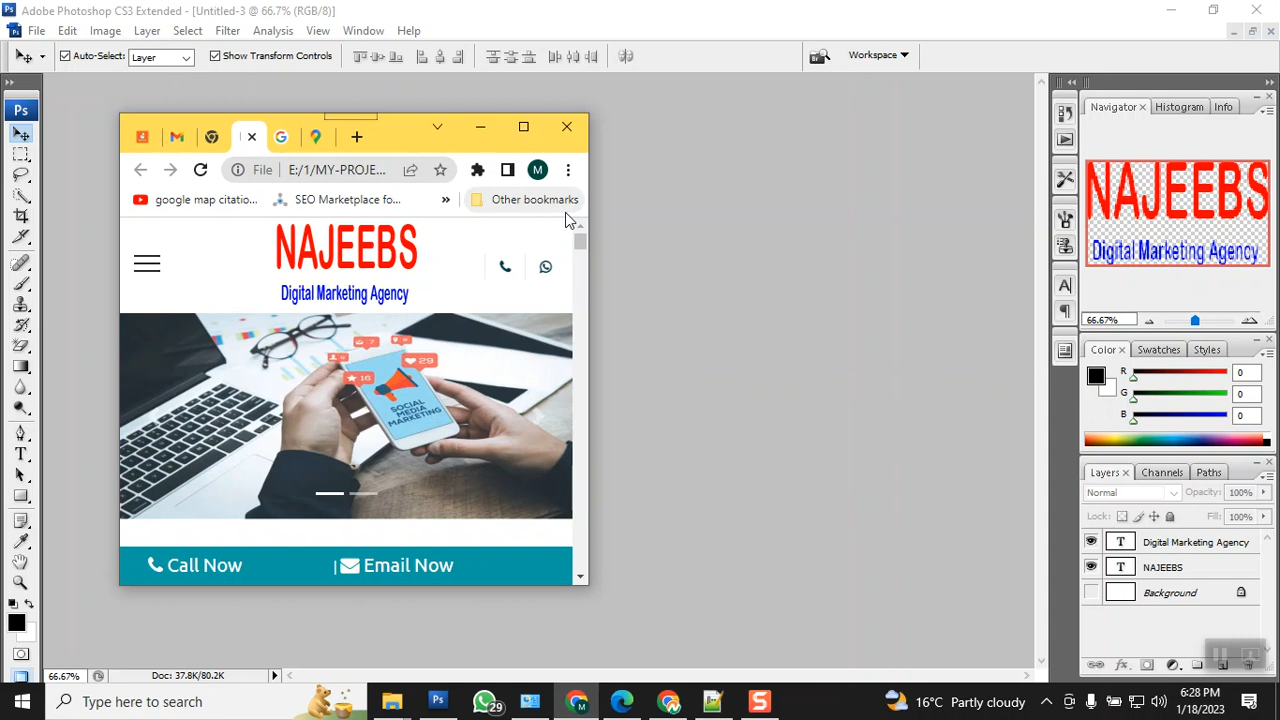 Adobe Photoshop CS3 Extended - [Untitled-3 @ 66.7% (RGB/8)]
File Edit Image Layer Select Filter Analysis View Window Help
Auto-Select: Layer Show Transform Controls Workspace
Ps
Navigator Histogram Info
File E:/1/MY-PROJE...
M
google map citatio... SEO Marketplace fo... » Other bookmarks
NAJEEBS
Digital Marketing Agency
NAJEEBS
Digital Marketing Agency
7
29
16
SOCIAL
MEDIA
MARKETING
Call Now | Email Now
66.67%
Color Swatches Styles
R 0
G 0
B 0
Layers Channels Paths
Normal Opacity: 100%
Lock: Fill: 100%
T Digital Marketing Agency
T NAJEEBS
Background
66.67% Doc: 37.8K/80.2K
Type here to search
29
16°C Partly cloudy
6:28 PM
1/18/2023